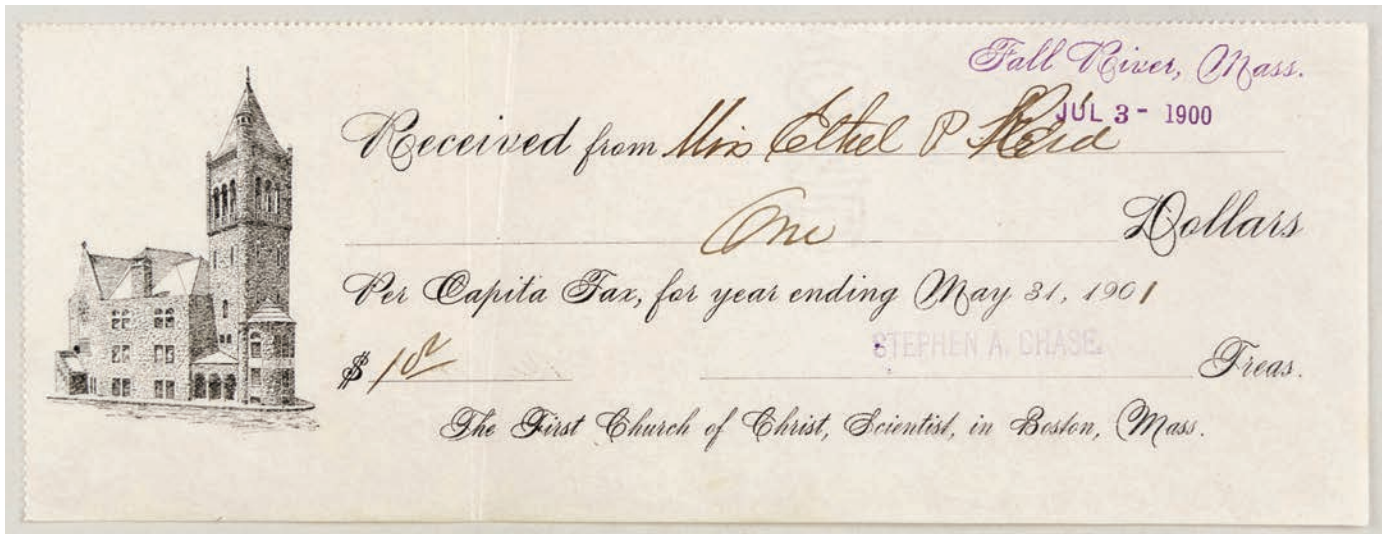 Fall River, Mass.
JUL 3 - 1900
Received from Miss Ethel P
One Dollars
Per Capita Tax, for year ending May 31, 1901
STEPHEN A. CHASE,
$ 1 00 Treas.
The First Church of Christ, Scientist, in Boston, Mass.